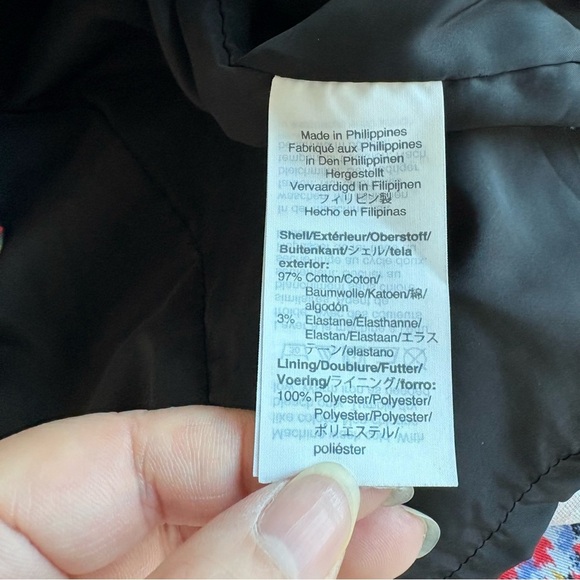 Made in Philippines
Fabriqué aux Philippines
in Den Philippinen
Hergestellt
Vervaardigd in Filipijnen
フィリピン製
Hecho en Filipinas
Shell/Extérieur/Oberstoff/
Buitenkant/シェル/tela
exterior:
97% Cotton/Coton/
Baumwolle/Katoen/綿/
algodón
3% Elastane/Élasthanne/
Elastan/Elastaan/エラス
テーン/elastano
Lining/Doublure/Futter/
Voering/ライニング/forro:
100% Polyester/Polyester/
Polyester/Polyester/
ポリエステル/
poliéster